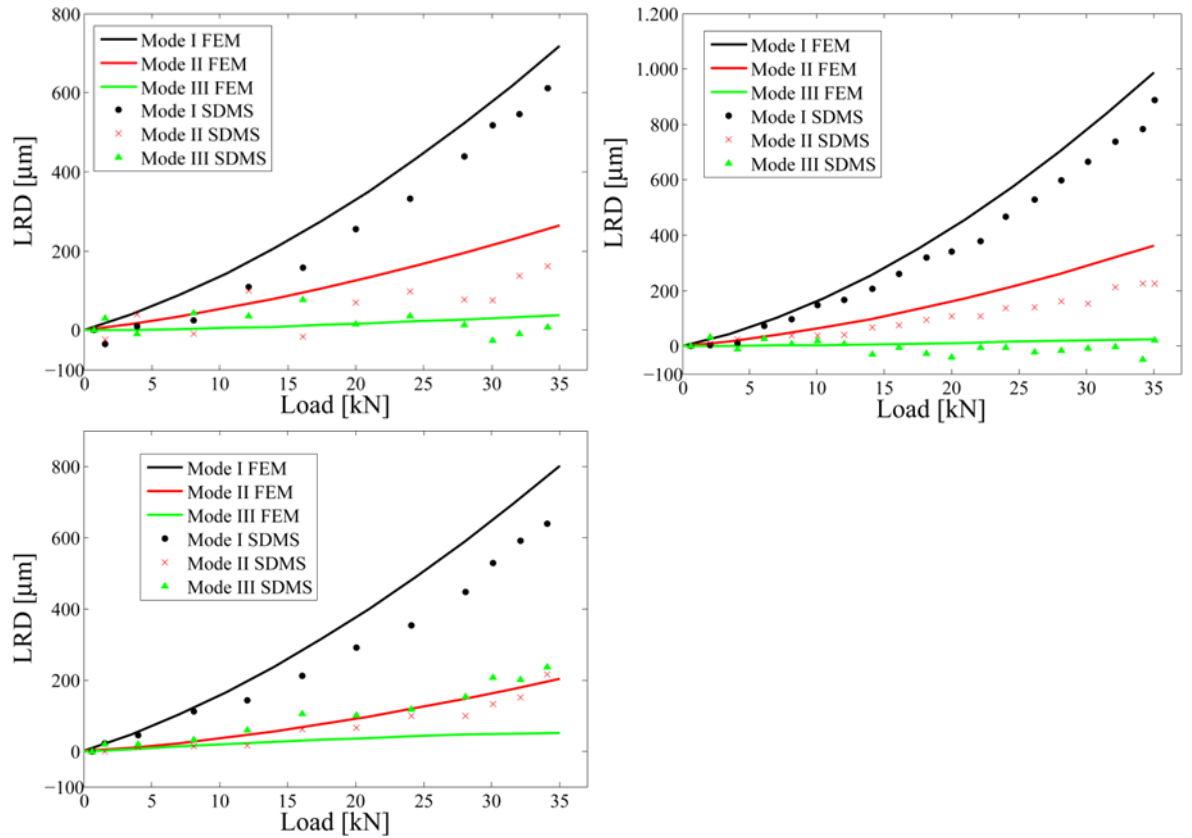 800
600
400
200
0
−100
LRD [µm]
Mode I FEM
Mode II FEM
Mode III FEM
Mode I SDMS
Mode II SDMS
Mode III SDMS
0 5 10 15 20 25 30 35
Load [kN]
1.200
1.000
800
600
400
200
0
−100
LRD [µm]
Mode I FEM
Mode II FEM
Mode III FEM
Mode I SDMS
Mode II SDMS
Mode III SDMS
0 5 10 15 20 25 30 35
Load [kN]
800
600
400
200
0
−100
LRD [µm]
Mode I FEM
Mode II FEM
Mode III FEM
Mode I SDMS
Mode II SDMS
Mode III SDMS
0 5 10 15 20 25 30 35
Load [kN]